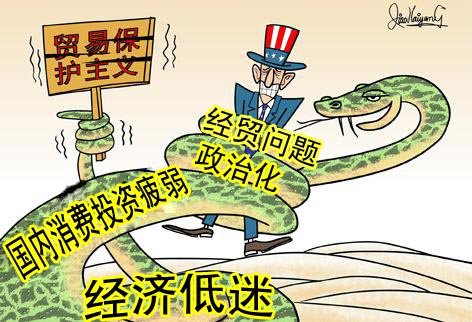 JiaoHaiyang
贸易保
护主义
经贸问题
政治化
国内消费投资疲弱
经济低迷